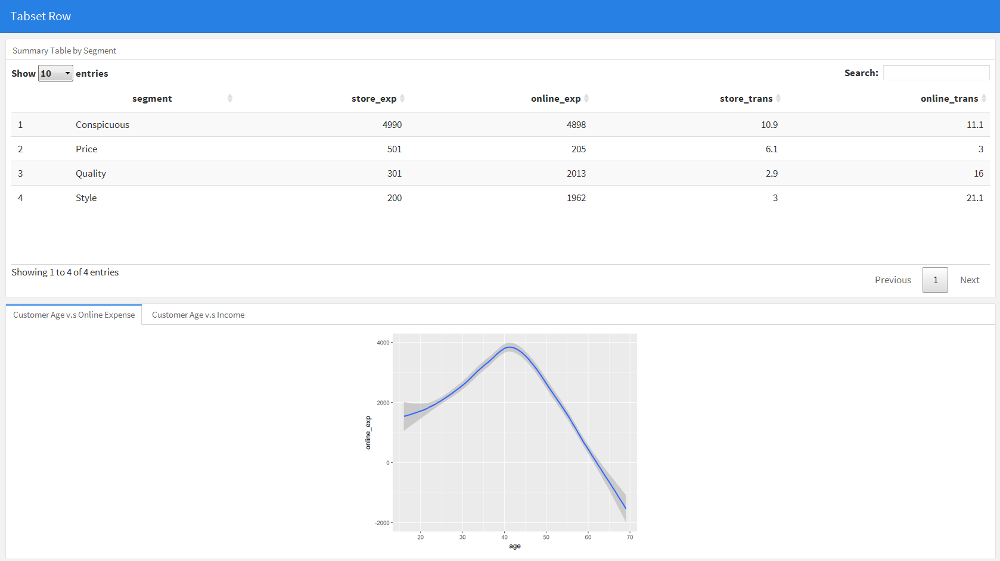 Tabset Row
Summary Table by Segment
Show 10 entries Search:
segment store_exp online_exp store_trans online_trans
1 Conspicuous 4990 4898 10.9 11.1
2 Price 501 205 6.1 3
3 Quality 301 2013 2.9 16
4 Style 200 1962 3 21.1
Showing 1 to 4 of 4 entries
Previous 1 Next
Customer Age v.s Online Expense Customer Age v.s Income
4000
2000
0
-2000
online_exp
20 30 40 50 60 70
age